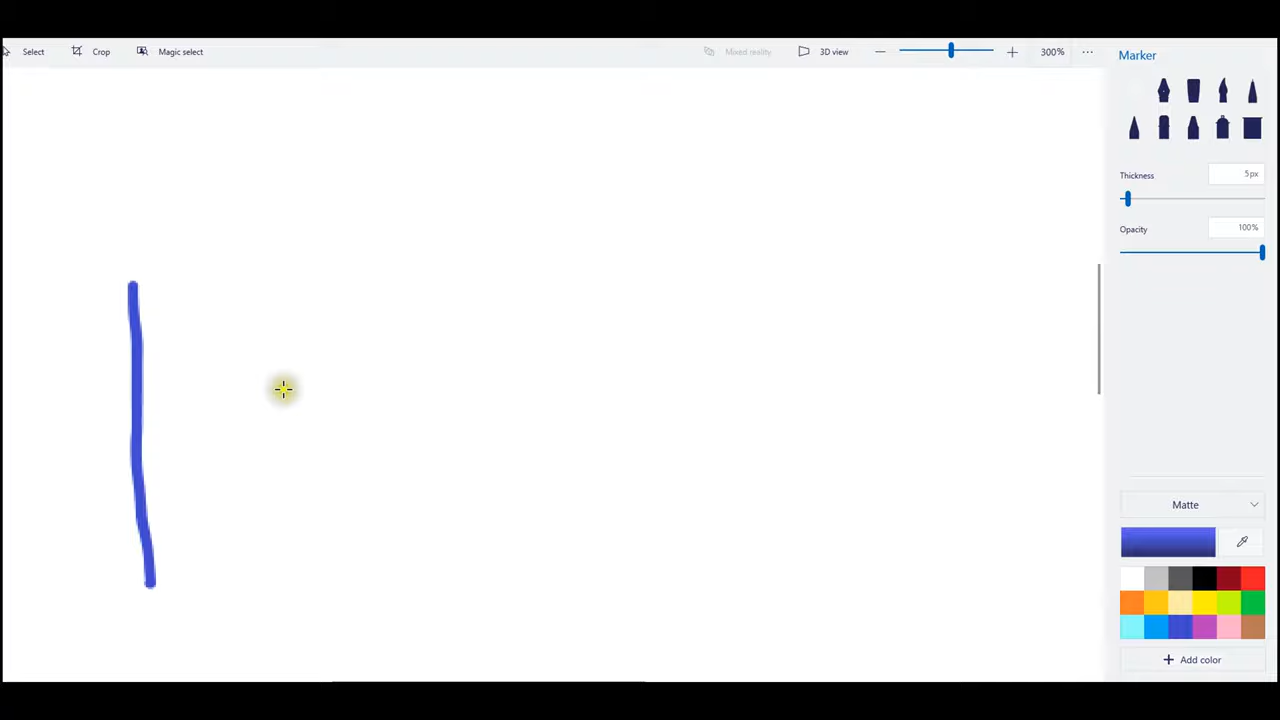 Select Crop Magic select Mixed reality 3D view 300% ...
Marker
Thickness 5px
Opacity 100%
Matte
+ Add color